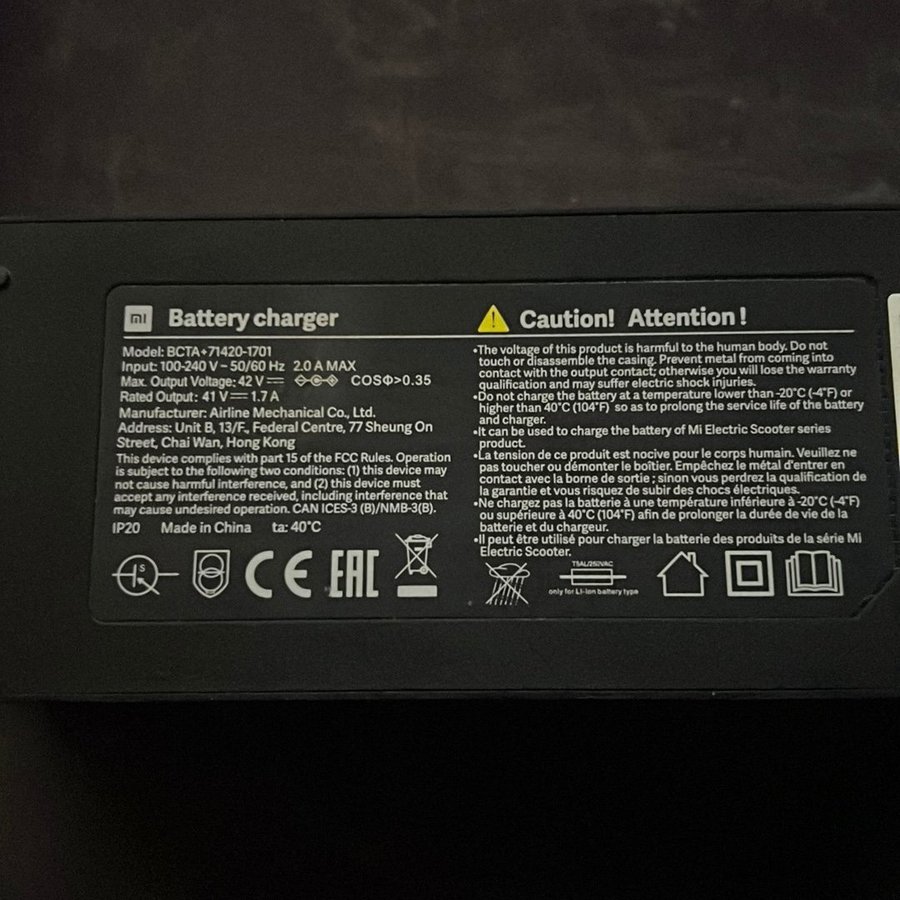 mi Battery charger
Model: BCTA+71420-1701
Input: 100-240 V ~ 50/60 Hz 2.0 A MAX
Max. Output Voltage: 42 V COSΦ>0.35
Rated Output: 41 V 1.7 A
Manufacturer: Airline Mechanical Co., Ltd.
Address: Unit B, 13/F., Federal Centre, 77 Sheung On
Street, Chai Wan, Hong Kong
This device complies with part 15 of the FCC Rules. Operation
is subject to the following two conditions: (1) this device may
not cause harmful interference, and (2) this device must
accept any interference received, including interference that
may cause undesired operation. CAN ICES-3 (B)/NMB-3(B).
IP20 Made in China ta: 40°C
S
CE EAC
Caution! Attention!
•The voltage of this product is harmful to the human body. Do not
touch or disassemble the casing. Prevent metal from coming into
contact with the output contact; otherwise you will lose the warranty
qualification and may suffer electric shock injuries.
•Do not charge the battery at a temperature lower than -20°C (-4°F) or
higher than 40°C (104°F) so as to prolong the service life of the battery
and charger.
•It can be used to charge the battery of Mi Electric Scooter series
product.
•La tension de ce produit est nocive pour le corps humain. Veuillez ne
pas toucher ou démonter le boîtier. Empêchez le métal d'entrer en
contact avec la borne de sortie ; sinon vous perdrez la qualification de
la garantie et vous risquez de subir des chocs électriques.
•Ne chargez pas la batterie à une température inférieure à -20°C (-4°F)
ou supérieure à 40°C (104°F) afin de prolonger la durée de vie de la
batterie et du chargeur.
•Il peut être utilisé pour charger la batterie des produits de la série Mi
Electric Scooter.
T5AL/250VAC
only for Li-Ion battery type